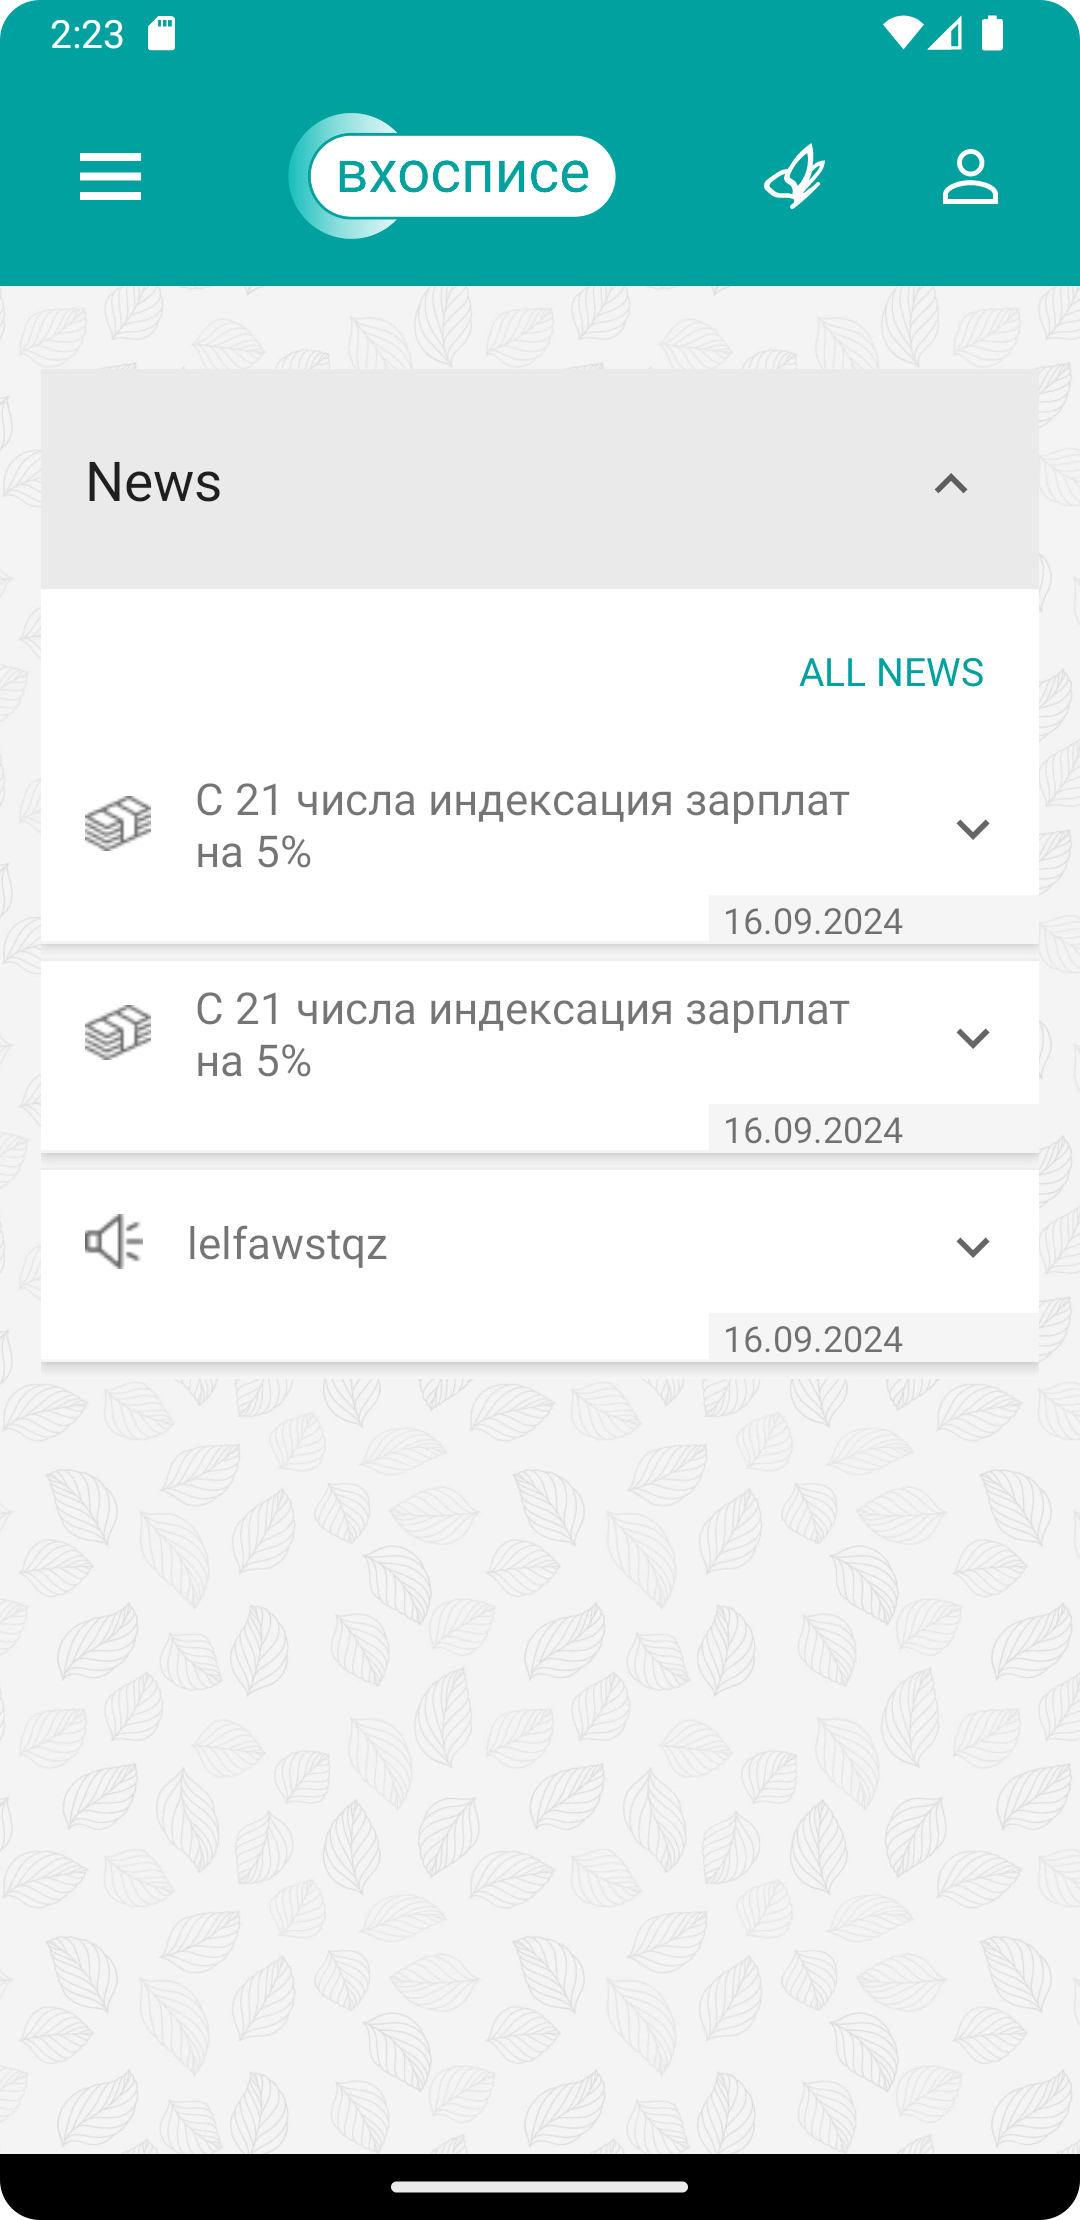 2:23
вхосписе
News
ALL NEWS
С 21 числа индексация зарплат
на 5%
16.09.2024
С 21 числа индексация зарплат
на 5%
16.09.2024
lelfawstqz
16.09.2024